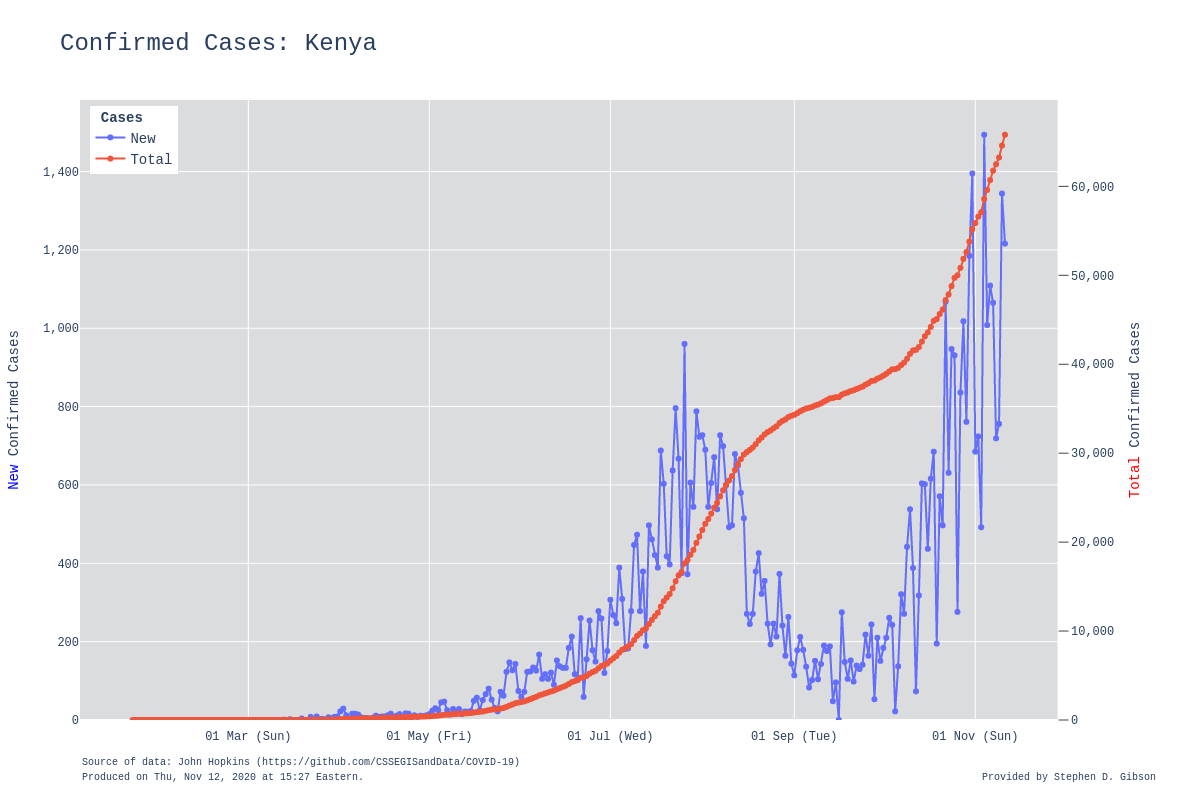 Confirmed Cases: Kenya
Cases
New
Total
1,400
1,200
1,000
800
600
400
200
0
New Confirmed Cases
60,000
50,000
40,000
30,000
20,000
10,000
0
Total Confirmed Cases
01 Mar (Sun)
01 May (Fri)
01 Jul (Wed)
01 Sep (Tue)
01 Nov (Sun)
Source of data: John Hopkins (https://github.com/CSSEGISandData/COVID-19)
Produced on Thu, Nov 12, 2020 at 15:27 Eastern.
Provided by Stephen D. Gibson